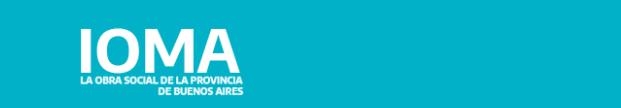 IOMA
LA OBRA SOCIAL DE LA PROVINCIA
DE BUENOS AIRES